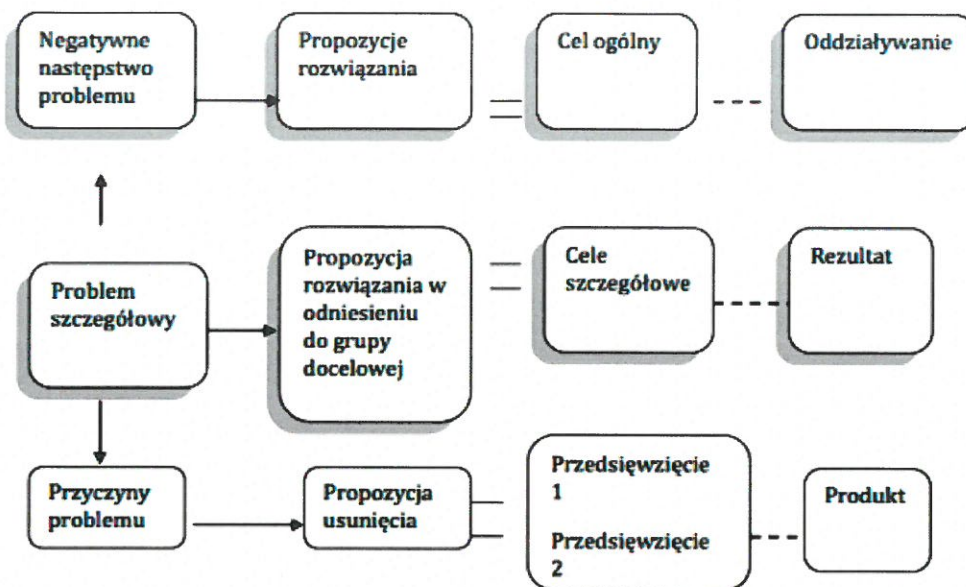 Negatywne
następstwo
problemu
Propozycje
rozwiązania
Cel ogólny
Oddziaływanie
Problem
szczegółowy
Propozycja
rozwiązania w
odniesieniu
do grupy
docelowej
Cele
szczegółowe
Rezultat
Przyczyny
problemu
Propozycja
usunięcia
Przedsięwzięcie
1
Przedsięwzięcie
2
Produkt